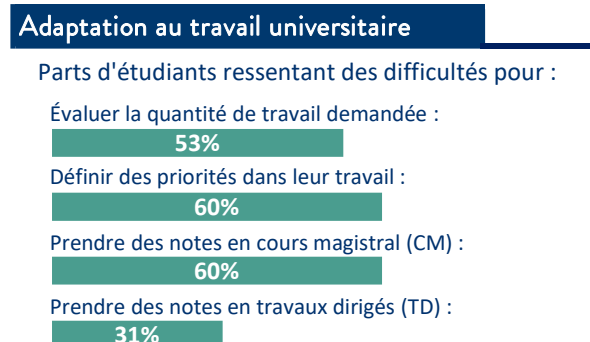 Adaptation au travail universitaire
Parts d'étudiants ressentant des difficultés pour :
Évaluer la quantité de travail demandée :
53%
Définir des priorités dans leur travail :
60%
Prendre des notes en cours magistral (CM) :
60%
Prendre des notes en travaux dirigés (TD) :
31%